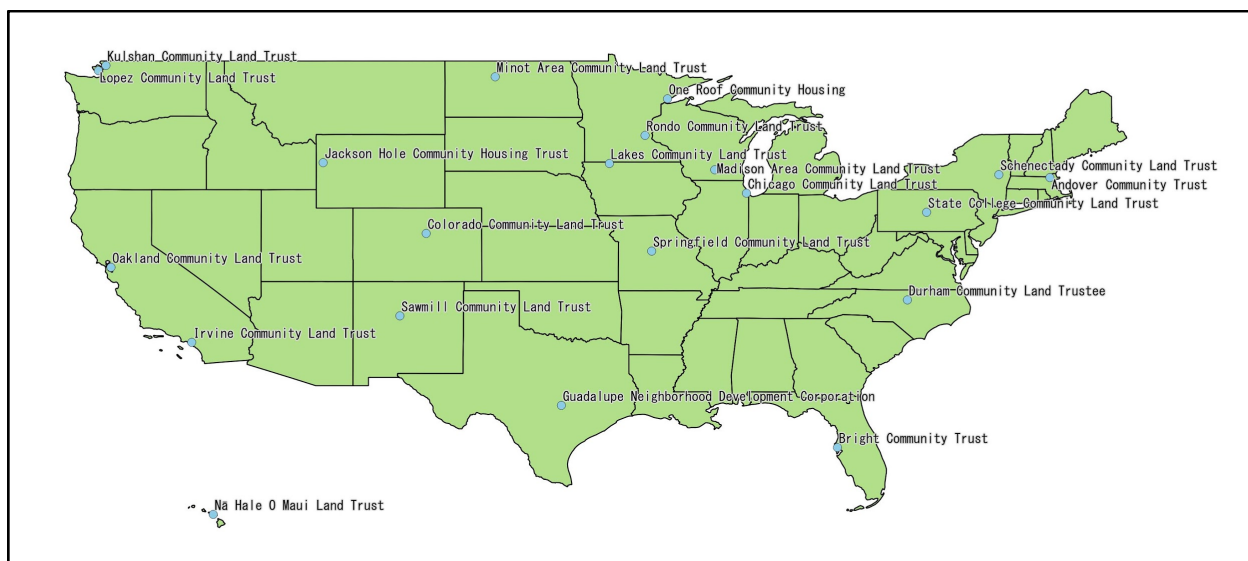 Kulshan Community Land Trust
Lopez Community Land Trust
Minot Area Community Land Trust
One Roof Community Housing
Rondo Community Land Trust
Jackson Hole Community Housing Trust
Lakes Community Land Trust
Madison Area Community Land Trust
Schenectady Community Land Trust
Andover Community Trust
Chicago Community Land Trust
State College Community Land Trust
Colorado Community Land Trust
Springfield Community Land Trust
Oakland Community Land Trust
Durham Community Land Trustee
Sawmill Community Land Trust
Irvine Community Land Trust
Guadalupe Neighborhood Development Corporation
Bright Community Trust
Nā Hale O Maui Land Trust